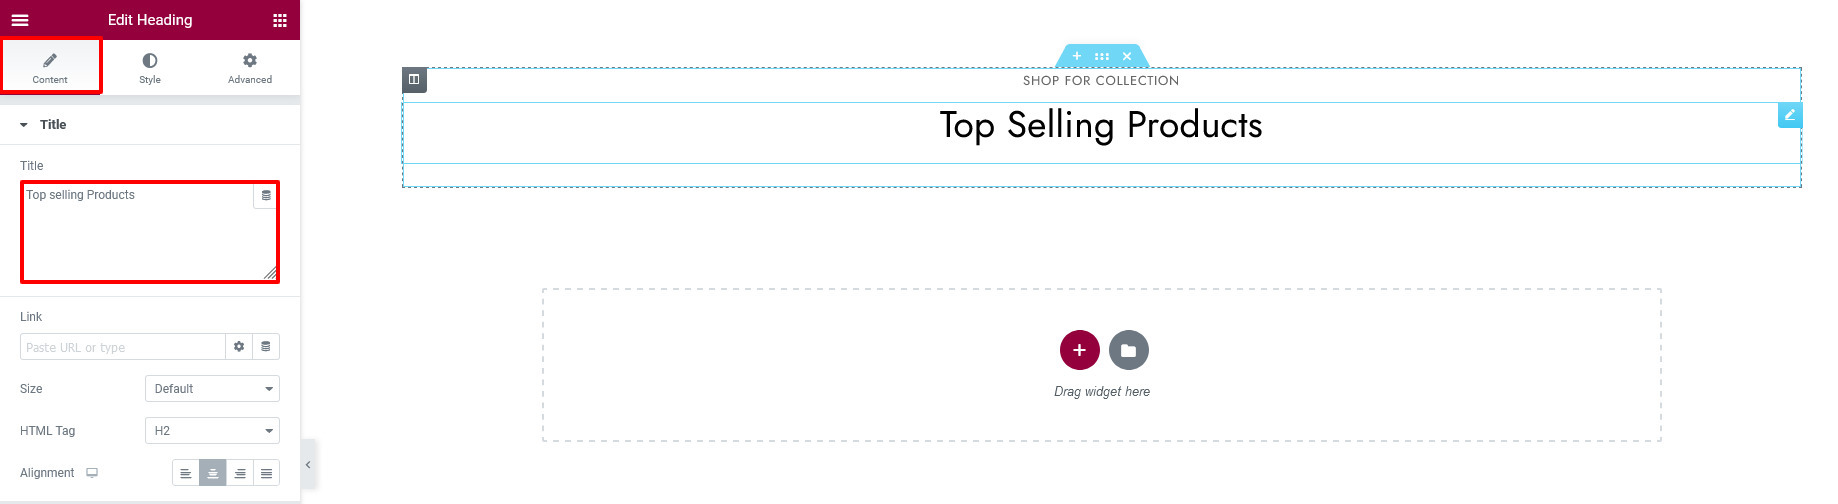 Edit Heading
Content Style Advanced
Title
Title
Top selling Products
Link
Paste URL or type
Size Default
HTML Tag H2
Alignment
SHOP FOR COLLECTION
Top Selling Products
Drag widget here